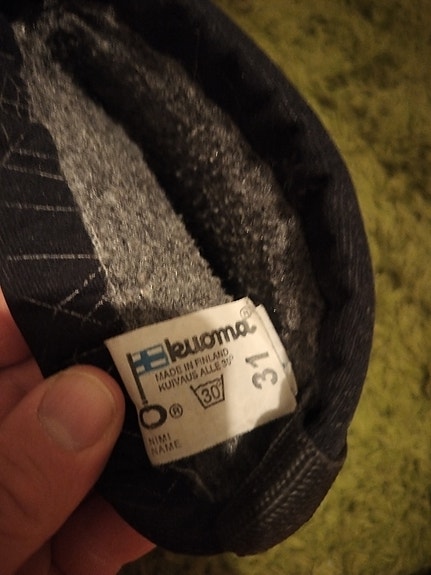 kuoma®
MADE IN FINLAND
KUIVAUS ALLE 30°
®
30°
31
NIMI
NAME